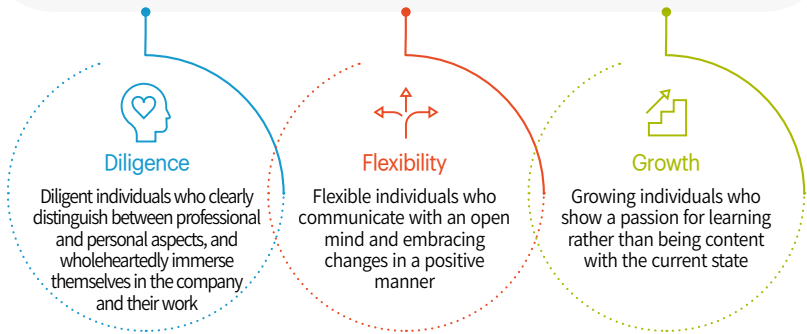 Diligence
Diligent individuals who clearly
distinguish between professional
and personal aspects, and
wholeheartedly immerse
themselves in the company
and their work
Flexibility
Flexible individuals who
communicate with an open
mind and embracing
changes in a positive
manner
Growth
Growing individuals who
show a passion for learning
rather than being content
with the current state